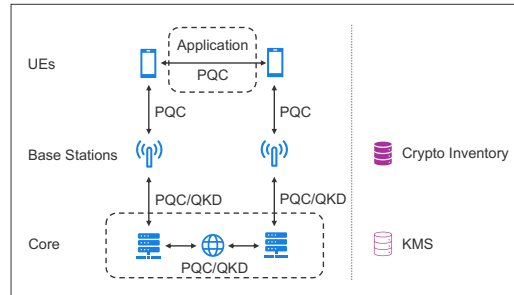 Application
UEs
PQC
PQC
PQC
Base Stations
Crypto Inventory
PQC/QKD
PQC/QKD
Core
KMS
PQC/QKD